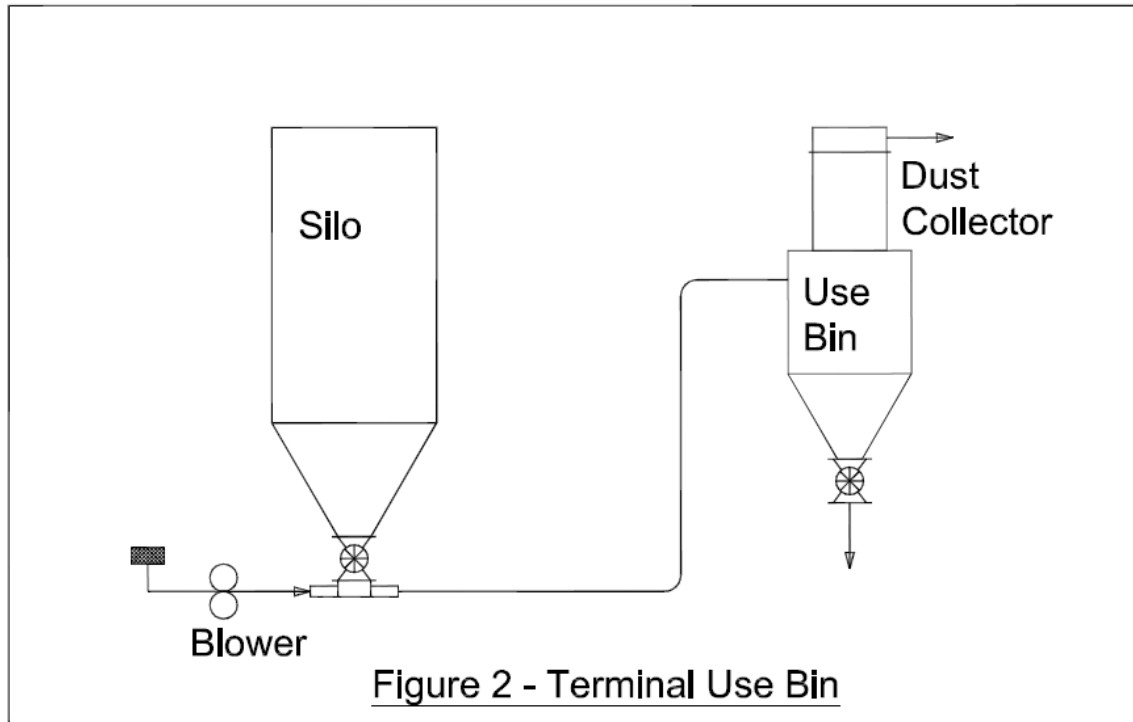 Silo
Dust
Collector
Use
Bin
Blower
Figure 2 - Terminal Use Bin